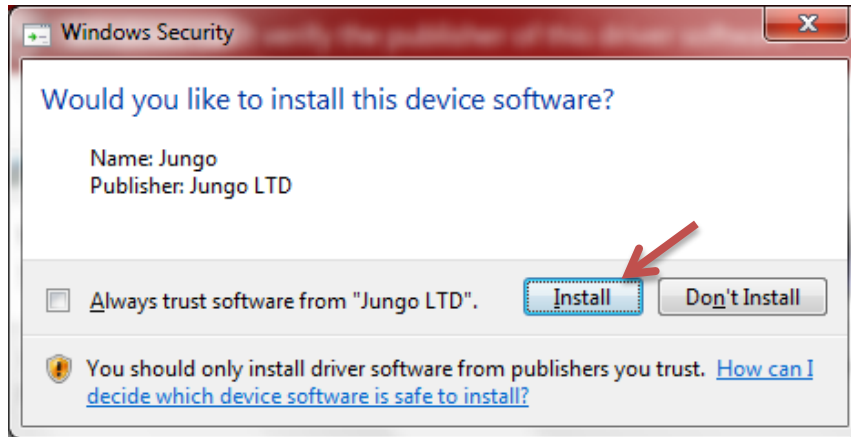 Windows Security
Would you like to install this device software?
Name: Jungo
Publisher: Jungo LTD
Always trust software from "Jungo LTD".
Install
Don't Install
You should only install driver software from publishers you trust. How can I
decide which device software is safe to install?